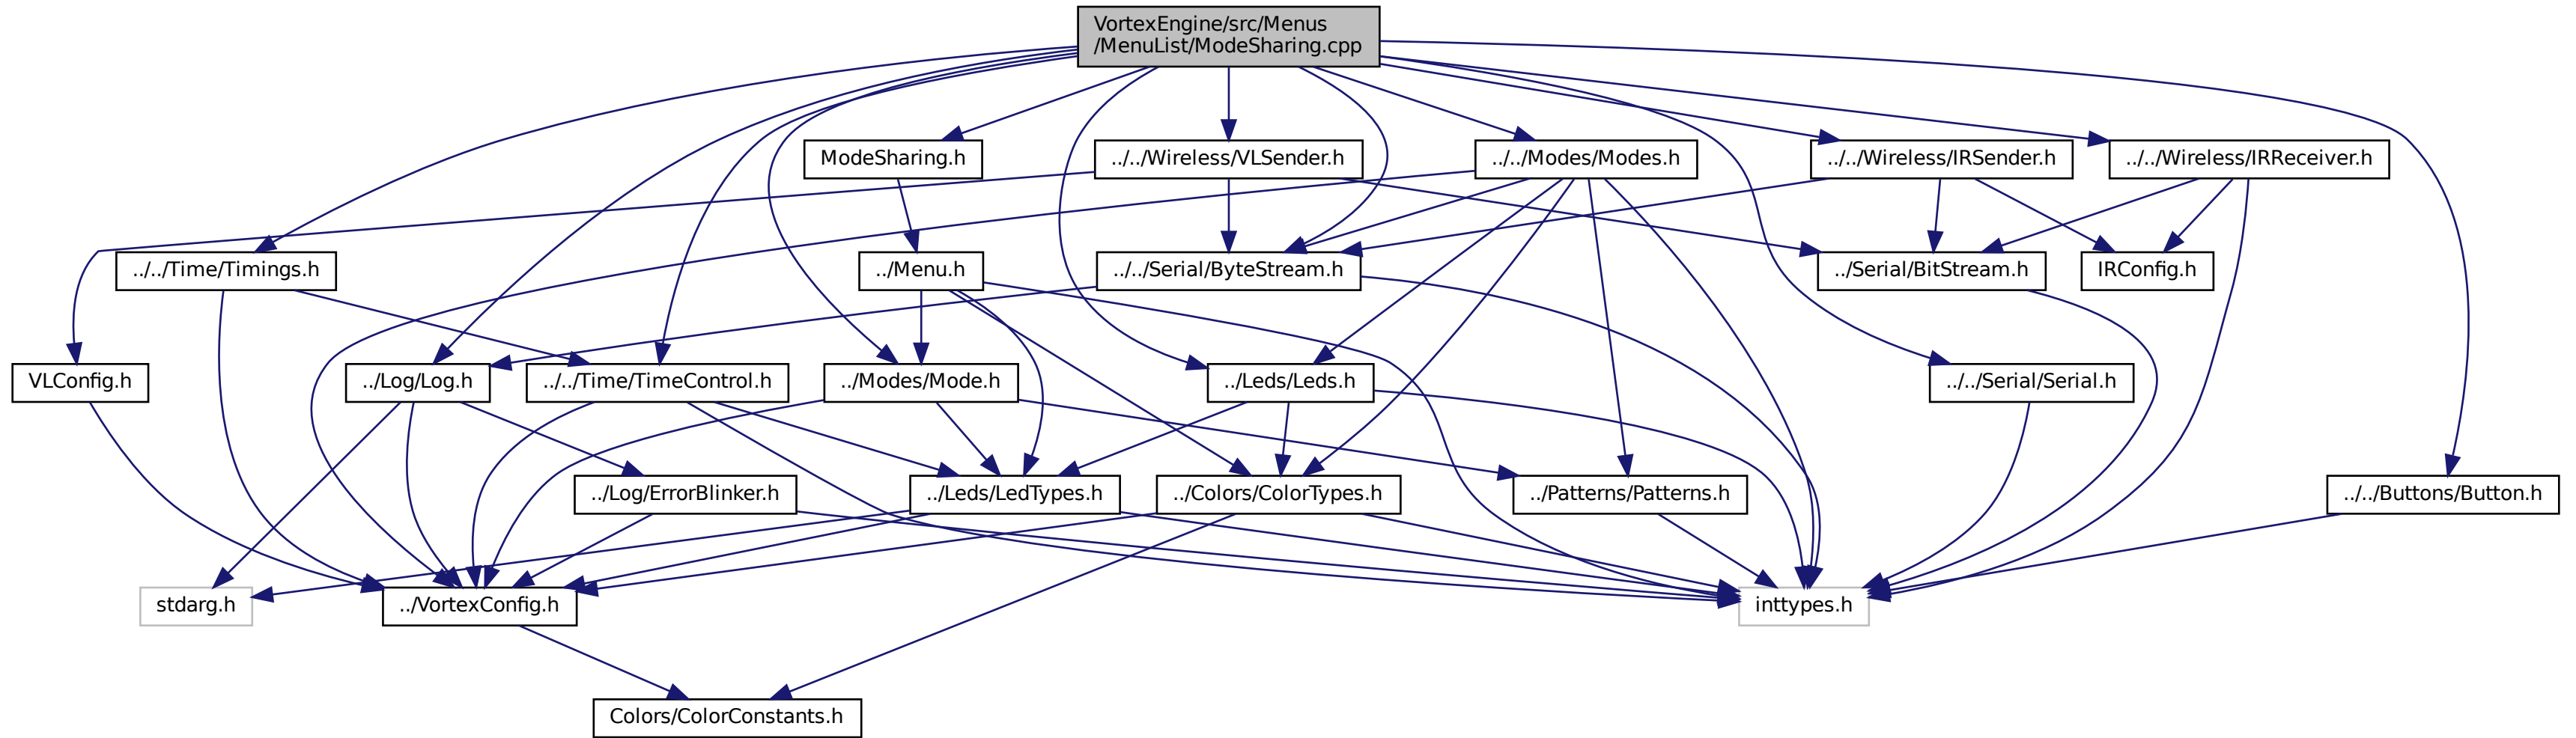 VortexEngine/src/Menus
/MenuList/ModeSharing.cpp
ModeSharing.h
../../Wireless/VLSender.h
../../Modes/Modes.h
../../Wireless/IRSender.h
../../Wireless/IRReceiver.h
../../Time/Timings.h
../Menu.h
../../Serial/ByteStream.h
../Serial/BitStream.h
IRConfig.h
VLConfig.h
../Log/Log.h
../../Time/TimeControl.h
../Modes/Mode.h
../Leds/Leds.h
../../Serial/Serial.h
../Log/ErrorBlinker.h
../Leds/LedTypes.h
../Colors/ColorTypes.h
../Patterns/Patterns.h
../../Buttons/Button.h
stdarg.h
../VortexConfig.h
inttypes.h
Colors/ColorConstants.h